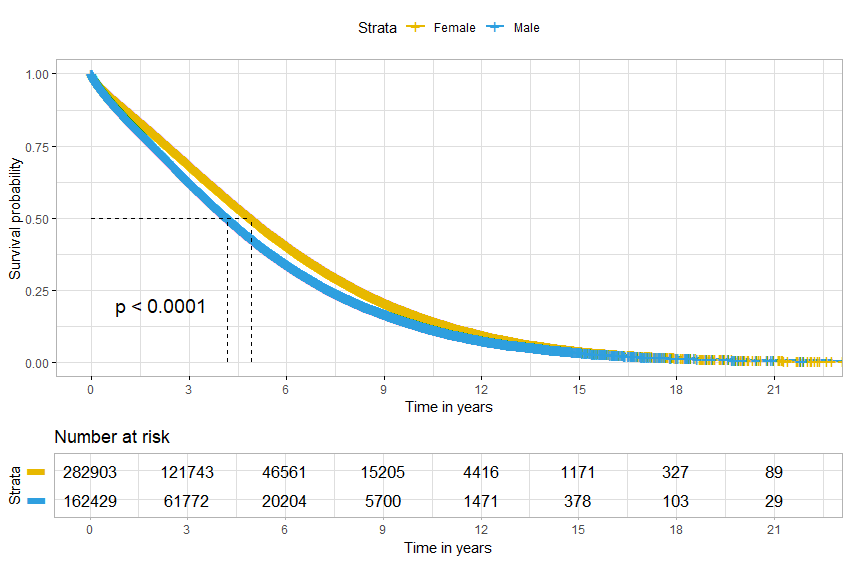 Strata Female Male
1.00
0.75
0.50
0.25
0.00
Survival probability
p < 0.0001
0 3 6 9 12 15 18 21
Time in years
Number at risk
Strata
282903 121743 46561 15205 4416 1171 327 89
162429 61772 20204 5700 1471 378 103 29
0 3 6 9 12 15 18 21
Time in years